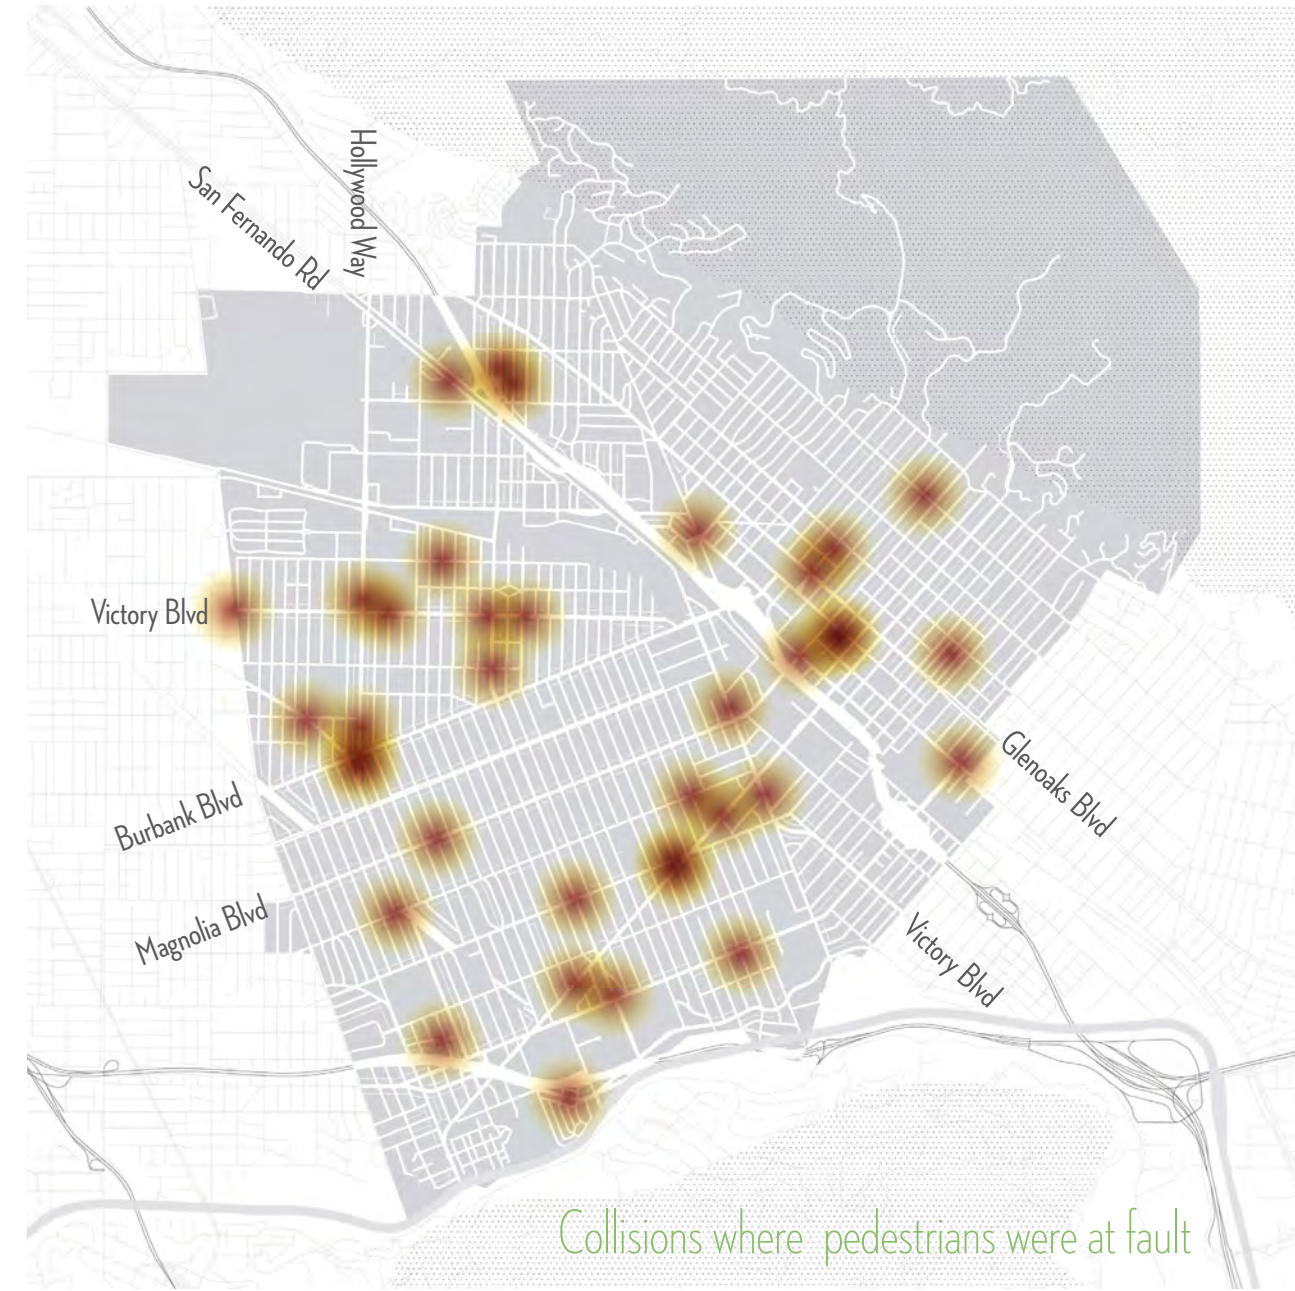 Hollywood Way
San Fernando Rd
Victory Blvd
Burbank Blvd
Magnolia Blvd
Glenoaks Blvd
Victory Blvd
Collisions where pedestrians were at fault